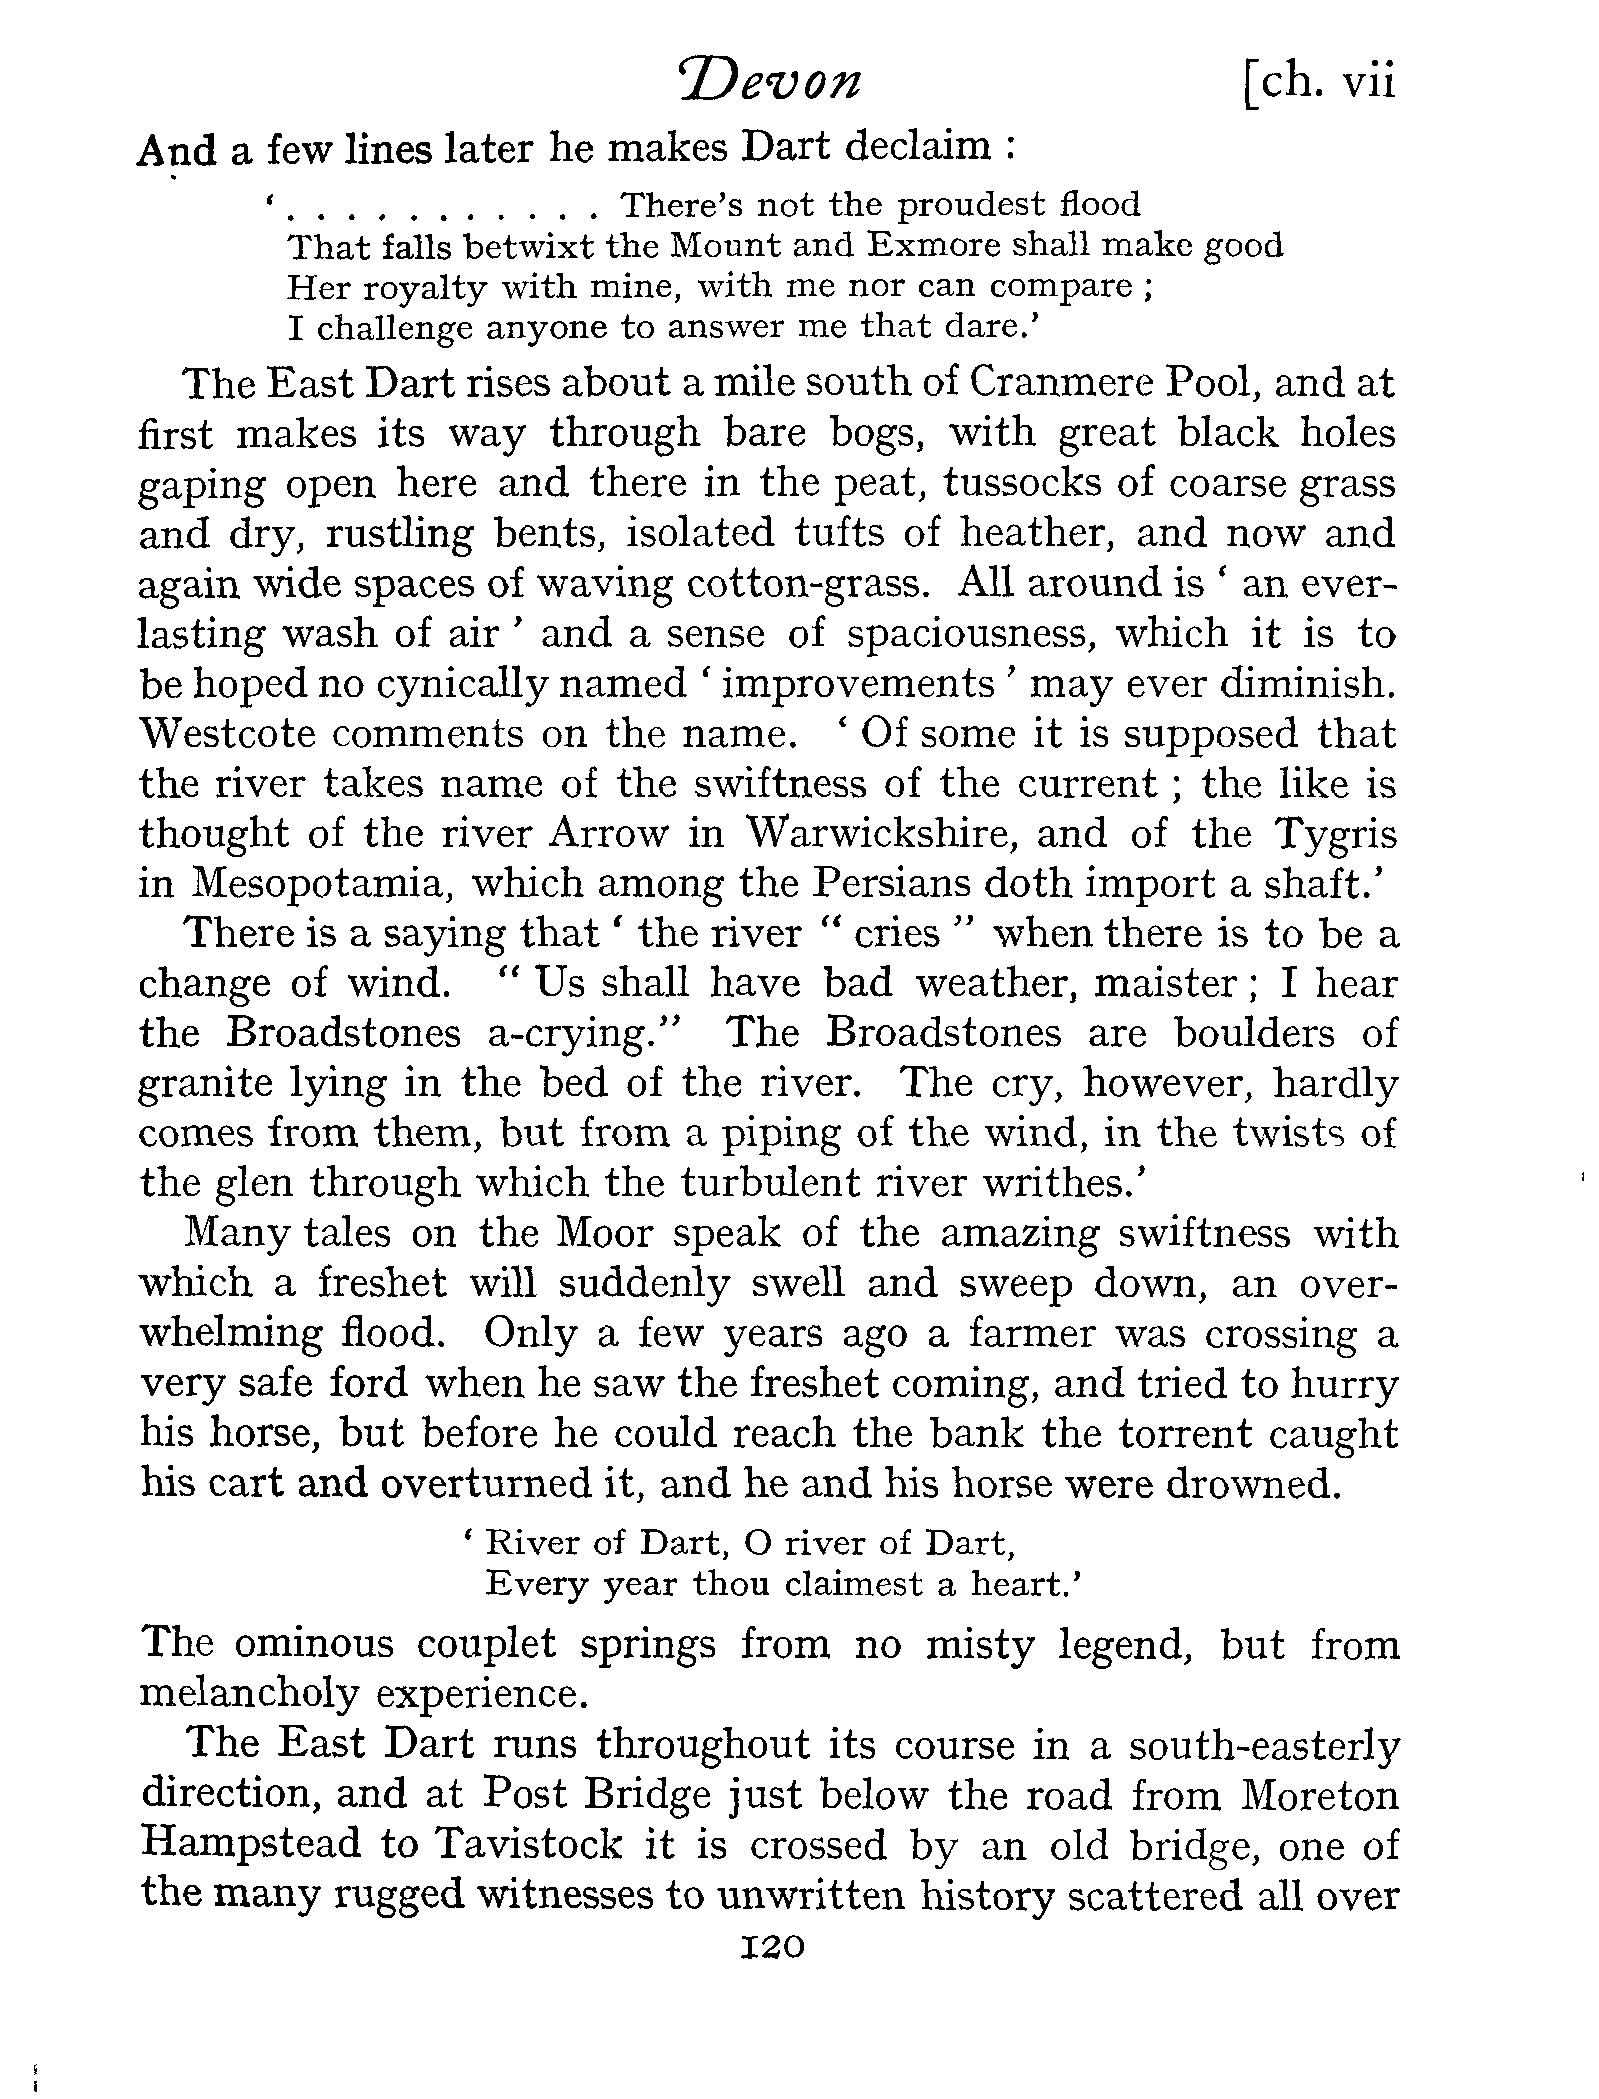 Devon [ch. vii
And a few lines later he makes Dart declaim :
‘ . . . . . . . . . . . There’s not the proudest flood
That falls betwixt the Mount and Exmore shall make good
Her royalty with mine, with me nor can compare ;
I challenge anyone to answer me that dare.’
The East Dart rises about a mile south of Cranmere Pool, and at
first makes its way through bare bogs, with great black holes
gaping open here and there in the peat, tussocks of coarse grass
and dry, rustling bents, isolated tufts of heather, and now and
again wide spaces of waving cotton-grass. All around is ‘ an ever-
lasting wash of air ’ and a sense of spaciousness, which it is to
be hoped no cynically named ‘ improvements ’ may ever diminish.
Westcote comments on the name. ‘ Of some it is supposed that
the river takes name of the swiftness of the current ; the like is
thought of the river Arrow in Warwickshire, and of the Tygris
in Mesopotamia, which among the Persians doth import a shaft.’
There is a saying that ‘ the river “ cries ” when there is to be a
change of wind. “ Us shall have bad weather, maister ; I hear
the Broadstones a-crying.” The Broadstones are boulders of
granite lying in the bed of the river. The cry, however, hardly
comes from them, but from a piping of the wind, in the twists of
the glen through which the turbulent river writhes.’
Many tales on the Moor speak of the amazing swiftness with
which a freshet will suddenly swell and sweep down, an over-
whelming flood. Only a few years ago a farmer was crossing a
very safe ford when he saw the freshet coming, and tried to hurry
his horse, but before he could reach the bank the torrent caught
his cart and overturned it, and he and his horse were drowned.
‘ River of Dart, O river of Dart,
Every year thou claimest a heart.’
The ominous couplet springs from no misty legend, but from
melancholy experience.
The East Dart runs throughout its course in a south-easterly
direction, and at Post Bridge just below the road from Moreton
Hampstead to Tavistock it is crossed by an old bridge, one of
the many rugged witnesses to unwritten history scattered all over
120